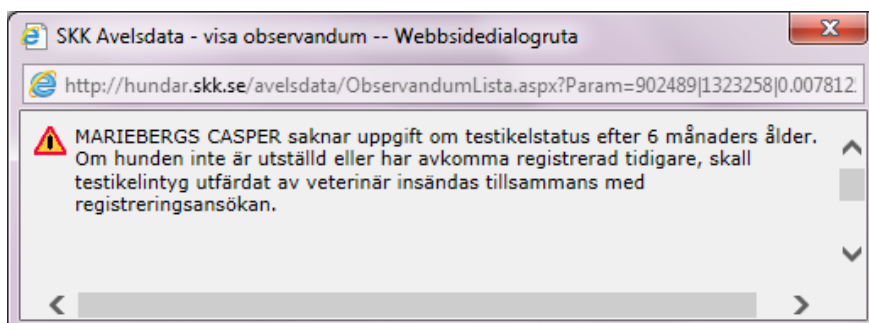 SKK Avelsdata - visa observandum -- Webbsidedialogruta
http://hundar.skk.se/avelsdata/ObservandumLista.aspx?Param=902489|1323258|0.007812
MARIEBERGS CASPER saknar uppgift om testikelstatus efter 6 månaders ålder.
Om hunden inte är utställd eller har avkomma registrerad tidigare, skall
testikelintyg utfärdat av veterinär insändas tillsammans med
registreringsansökan.